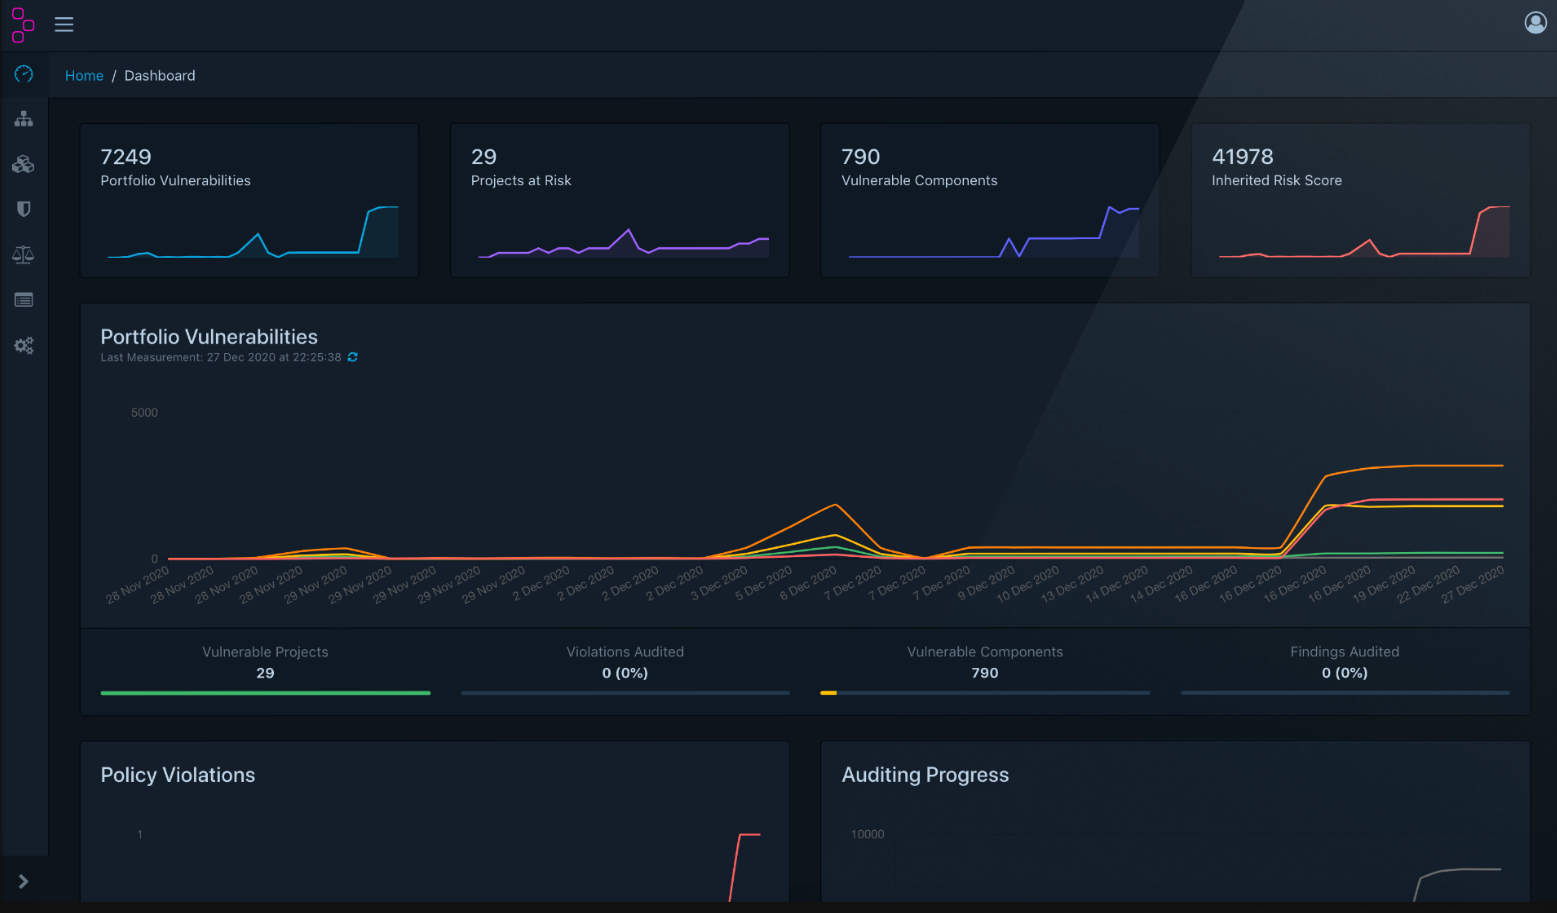 Home / Dashboard
7249
Portfolio Vulnerabilities
29
Projects at Risk
790
Vulnerable Components
41978
Inherited Risk Score
Portfolio Vulnerabilities
Last Measurement: 27 Dec 2020 at 22:25:38
5000
0
28 Nov 2020
28 Nov 2020
28 Nov 2020
28 Nov 2020
29 Nov 2020
29 Nov 2020
29 Nov 2020
29 Nov 2020
29 Nov 2020
2 Dec 2020
2 Dec 2020
2 Dec 2020
2 Dec 2020
3 Dec 2020
5 Dec 2020
6 Dec 2020
7 Dec 2020
7 Dec 2020
7 Dec 2020
9 Dec 2020
10 Dec 2020
13 Dec 2020
14 Dec 2020
14 Dec 2020
16 Dec 2020
16 Dec 2020
16 Dec 2020
16 Dec 2020
19 Dec 2020
22 Dec 2020
27 Dec 2020
Vulnerable Projects
29
Violations Audited
0 (0%)
Vulnerable Components
790
Findings Audited
0 (0%)
Policy Violations
1
Auditing Progress
10000